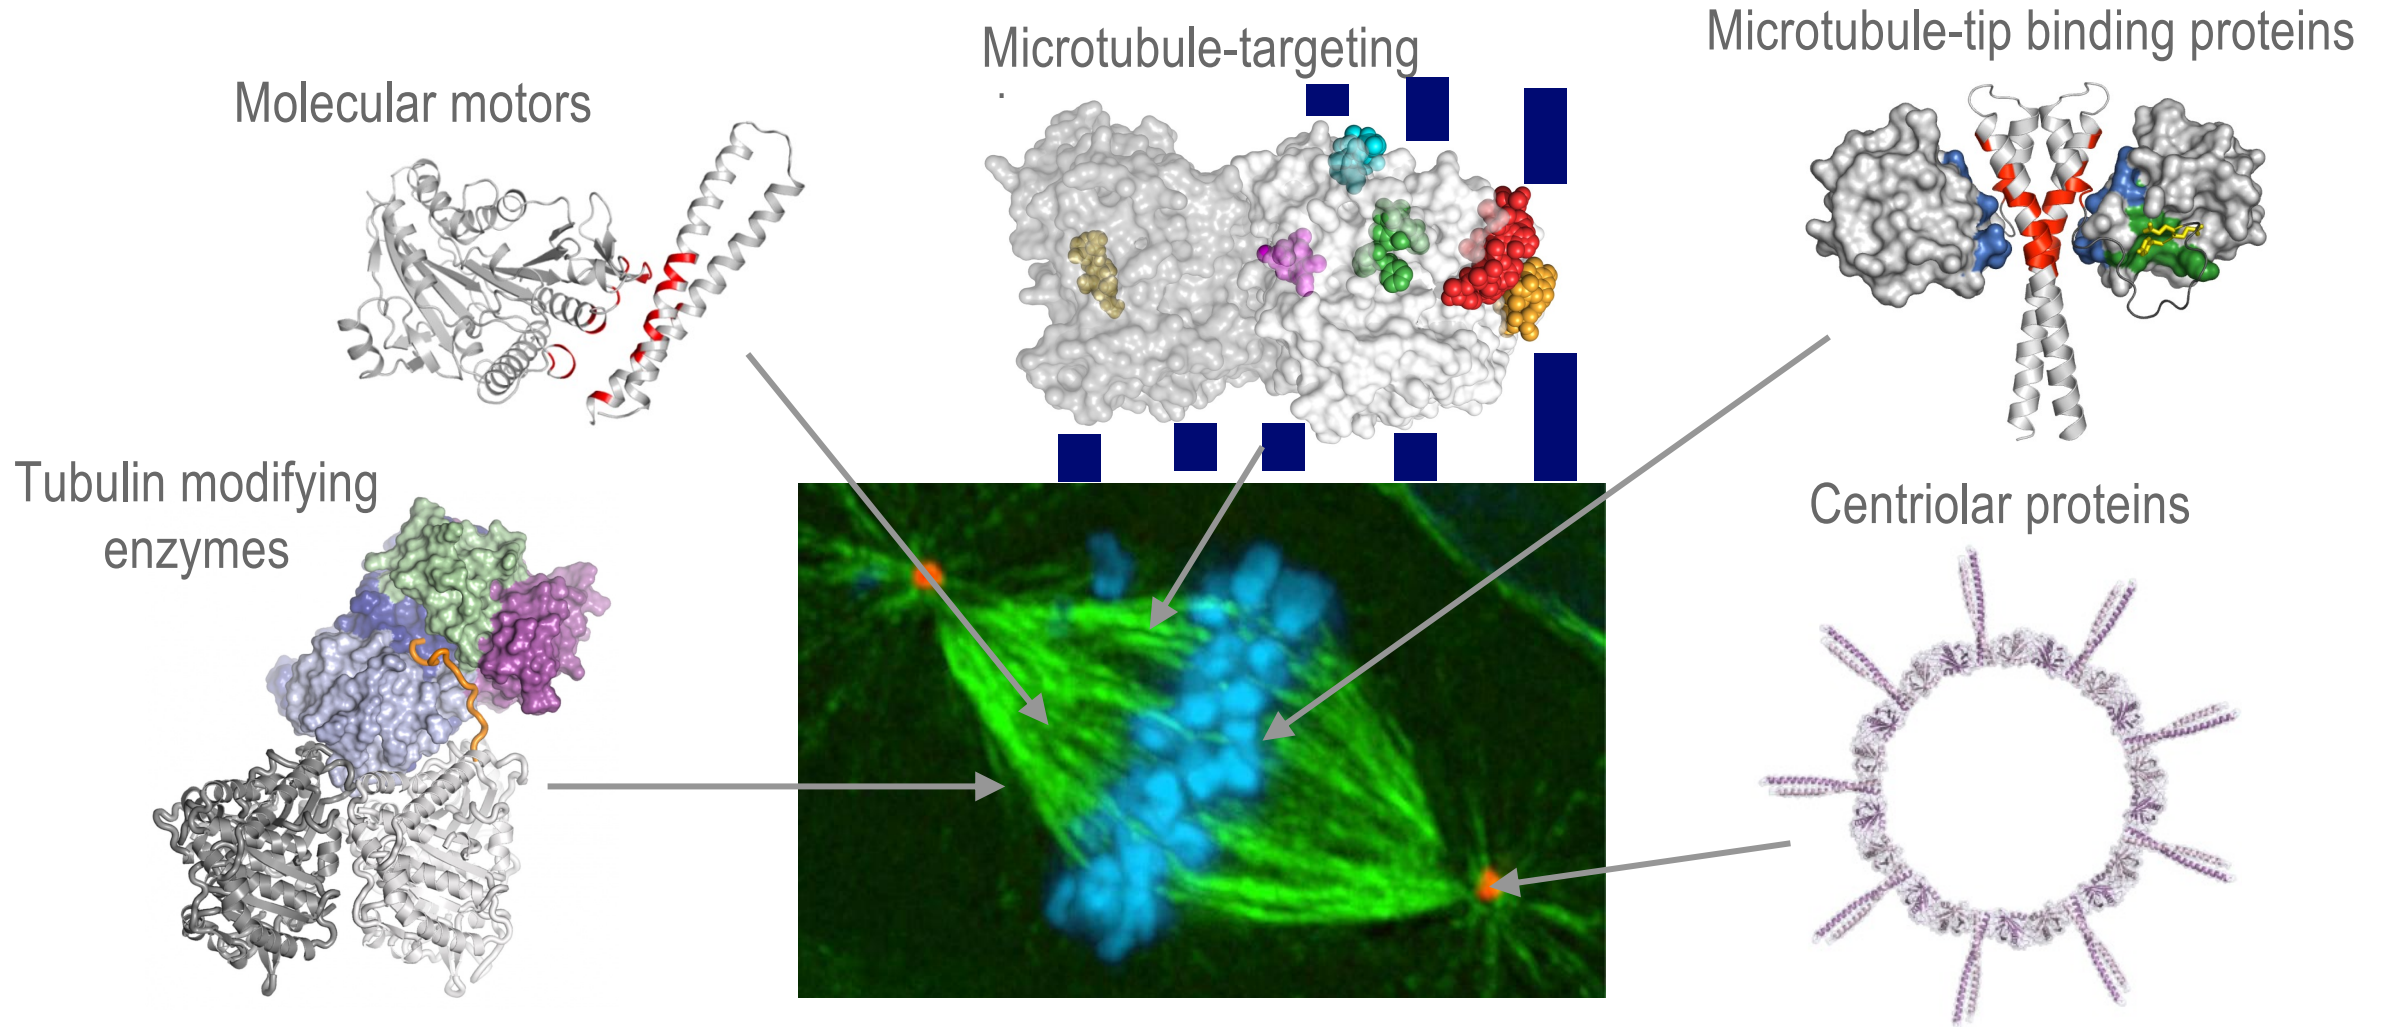 Microtubule-tip binding proteins
Microtubule-targeting
Molecular motors
Tubulin modifying
enzymes
Centriolar proteins